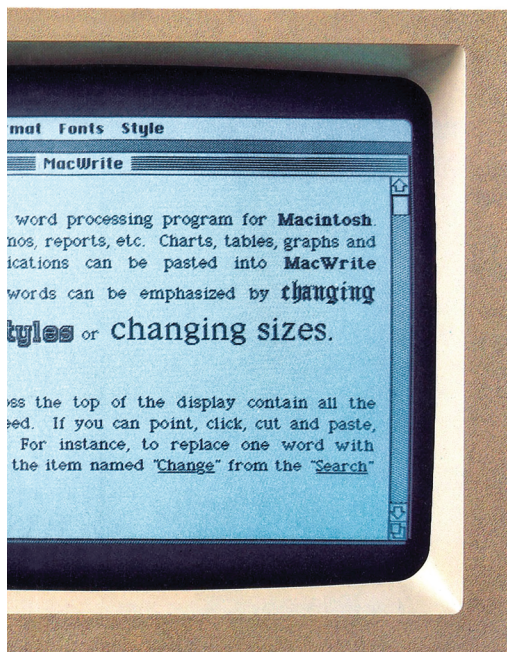 rmat Fonts Style
MacWrite
word processing program for Macintosh.
mos, reports, etc. Charts, tables, graphs and
ications can be pasted into MacWrite
words can be emphasized by changing
tyles or changing sizes.
oss the top of the display contain all the
eed. If you can point, click, cut and paste,
For instance, to replace one word with
the item named "Change" from the "Search"